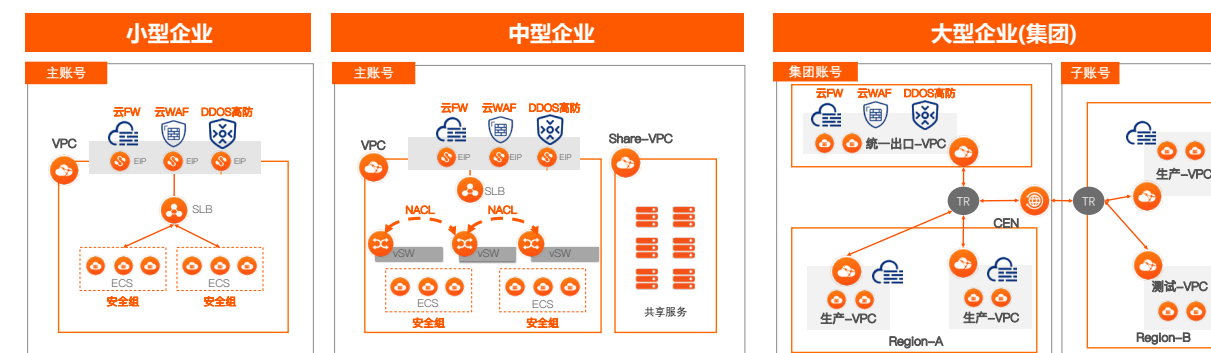 小型企业
主账号
云FW 云WAF DDOS高防
VPC
EIP EIP EIP
SLB
ECS ECS
安全组 安全组
中型企业
主账号
云FW 云WAF DDOS高防
VPC
EIP EIP EIP
SLB
NACL NACL
vSW vSW vSW
ECS ECS
安全组 安全组
Share-VPC
共享服务
大型企业(集团)
集团账号
云FW 云WAF DDOS高防
统一出口-VPC
TR
CEN
生产-VPC 生产-VPC
Region-A
子账号
生产-VPC
TR
测试-VPC
Region-B